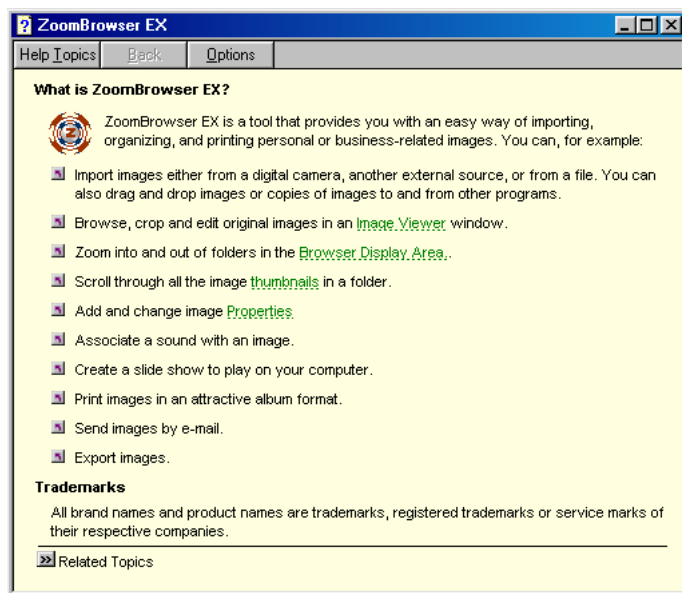 ZoomBrowser EX
Help Topics Back Options
What is ZoomBrowser EX?
ZoomBrowser EX is a tool that provides you with an easy way of importing,
organizing, and printing personal or business-related images. You can, for example:
Import images either from a digital camera, another external source, or from a file. You can
also drag and drop images or copies of images to and from other programs.
Browse, crop and edit original images in an Image Viewer window.
Zoom into and out of folders in the Browser Display Area..
Scroll through all the image thumbnails in a folder.
Add and change image Properties
Associate a sound with an image.
Create a slide show to play on your computer.
Print images in an attractive album format.
Send images by e-mail.
Export images.
Trademarks
All brand names and product names are trademarks, registered trademarks or service marks of
their respective companies.
>> Related Topics